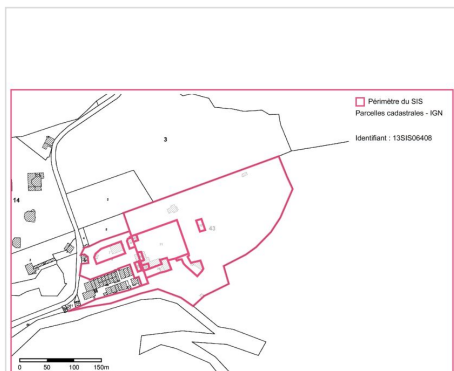 Périmètre du SIS
Parcelles cadastrales - IGN
Identifiant : 13SIS06408
3
14
43
0 50 100 150m